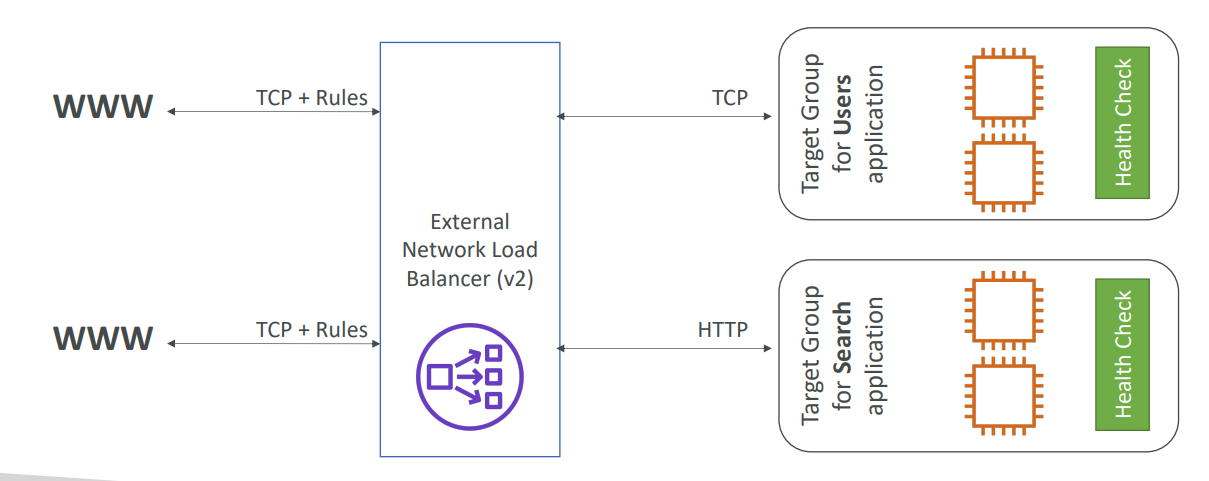 WWW
TCP + Rules
TCP
Target Group
for Users
application
Health Check
External
Network Load
Balancer (v2)
WWW
TCP + Rules
HTTP
Target Group
for Search
application
Health Check